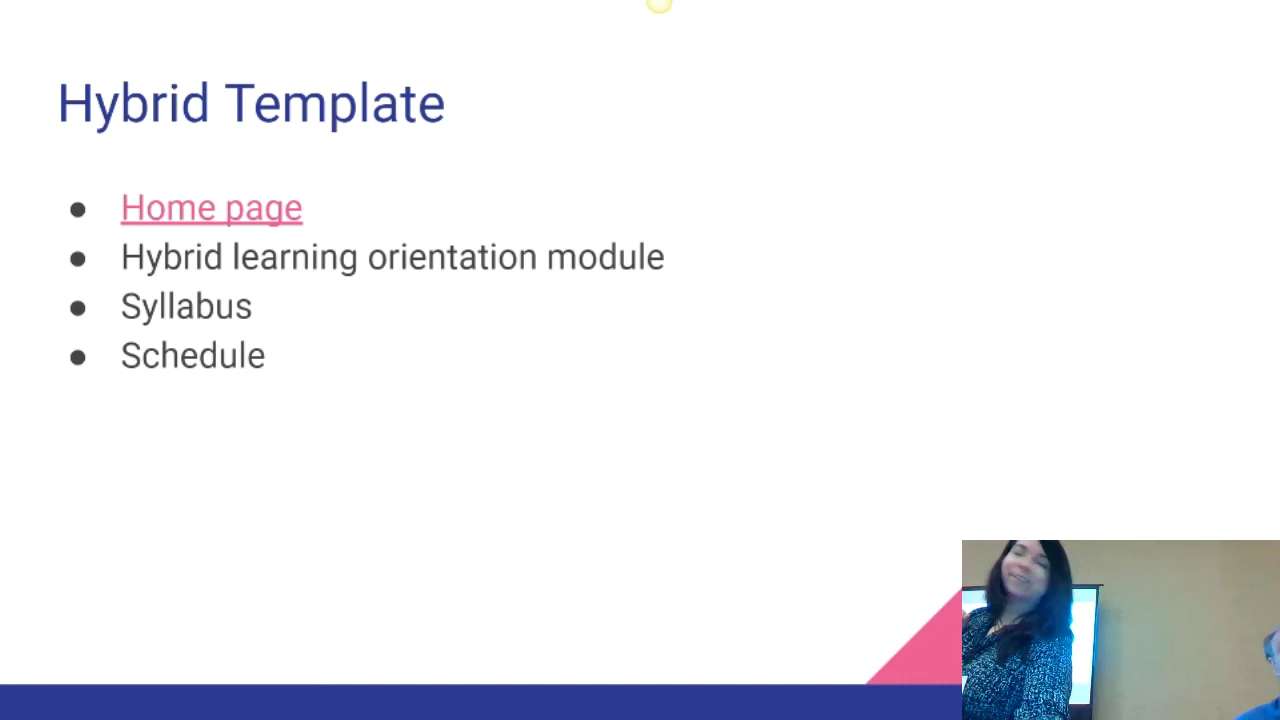 Hybrid Template
● Home page
● Hybrid learning orientation module
● Syllabus
● Schedule